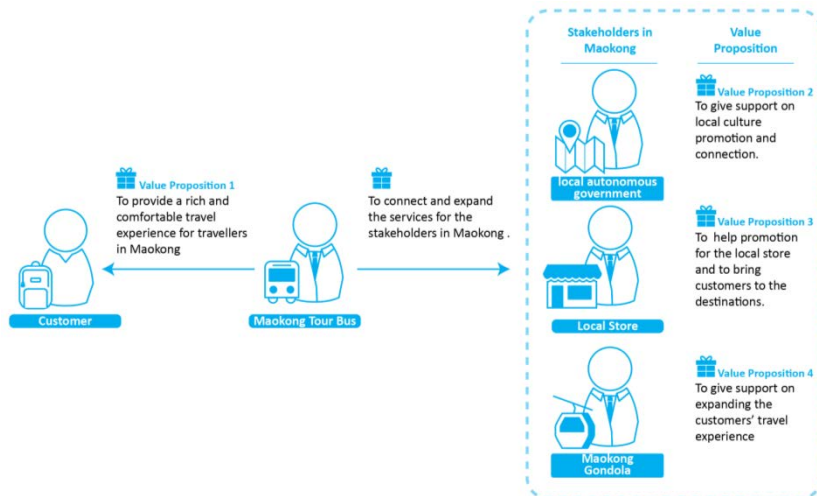 Stakeholders in
Maokong
Value
Proposition
Value Proposition 2
To give support on
local culture
promotion and
connection.
local autonomous
government
Value Proposition 1
To provide a rich and
comfortable travel
experience for travellers
in Maokong
To connect and expand
the services for the
stakeholders in Maokong .
Value Proposition 3
To help promotion
for the local store
and to bring
customers to the
destinations.
Customer
Maokong Tour Bus
Local Store
Value Proposition 4
To give support on
expanding the
customers' travel
experience
Maokong
Gondola